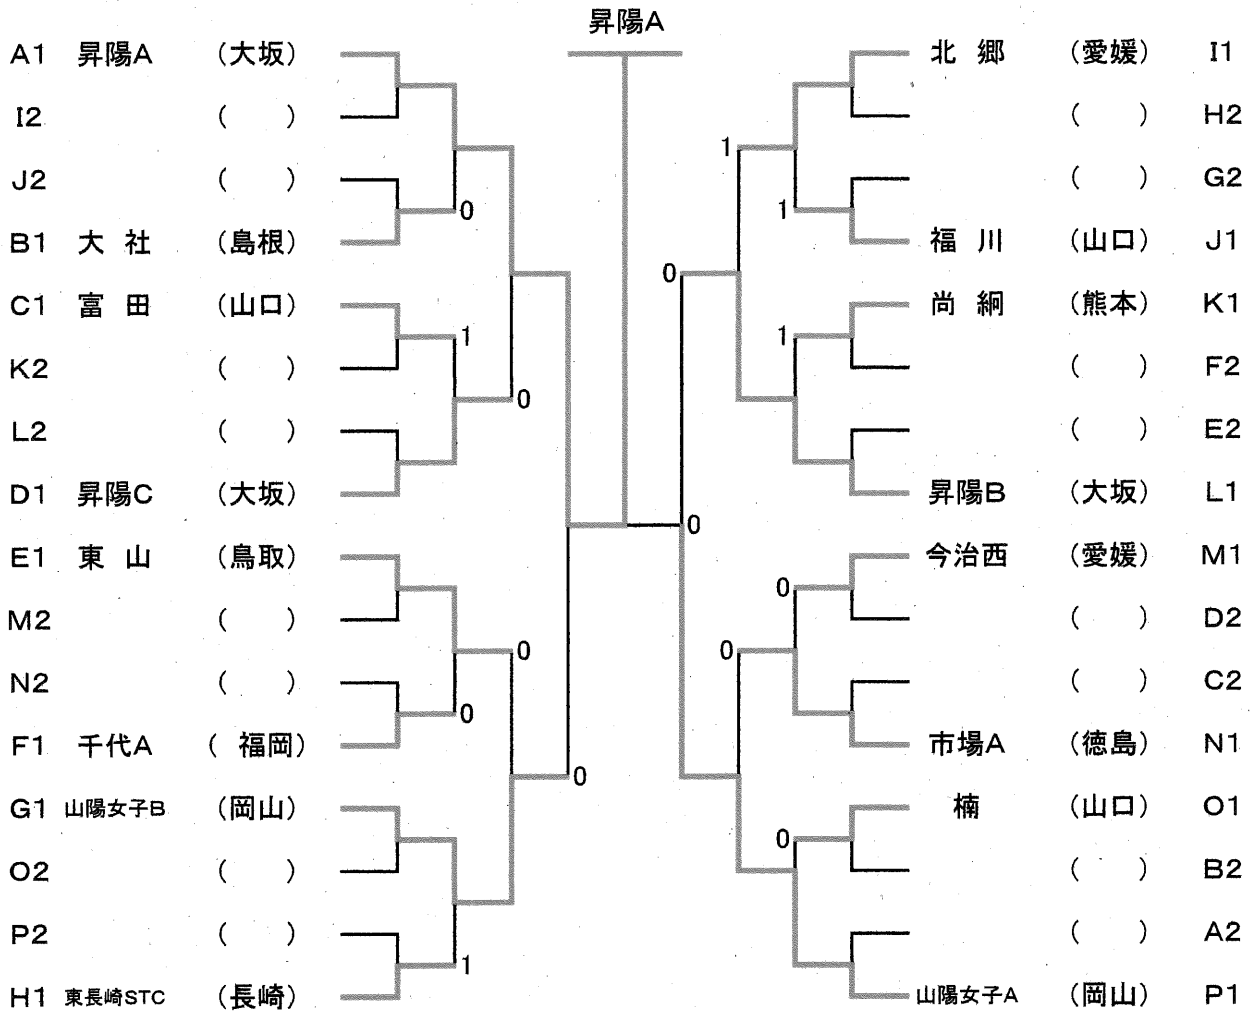 昇陽A
A1 昇陽A (大坂)
I2 ( )
J2 ( )
0
B1 大社 (島根)
C1 富田 (山口)
1
K2 ( )
0
L2 ( )
D1 昇陽C (大坂)
E1 東山 (鳥取)
M2 ( )
0
N2 ( )
0
F1 千代A ( 福岡)
0
G1 山陽女子B (岡山)
O2 ( )
P2 ( )
1
H1 東長崎STC (長崎)
北郷 (愛媛) I1
( ) H2
1
( ) G2
1
福川 (山口) J1
0
尚絅 (熊本) K1
1
( ) F2
( ) E2
昇陽B (大坂) L1
0
今治西 (愛媛) M1
0
( ) D2
0
( ) C2
市場A (徳島) N1
楠 (山口) O1
0
( ) B2
( ) A2
山陽女子A (岡山) P1